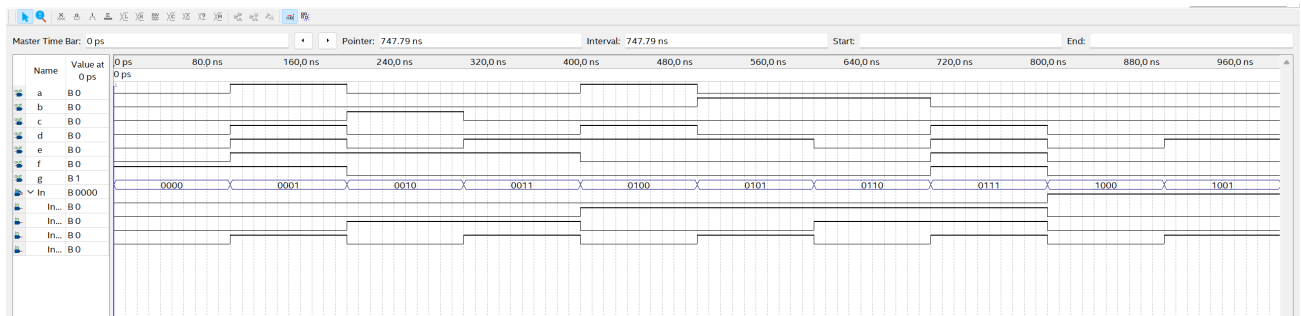 Master Time Bar: 0 ps Pointer: 747.79 ns Interval: 747.79 ns Start: End:
Name Value at 0 ps
0 ps 80.0 ns 160.0 ns 240.0 ns 320.0 ns 400.0 ns 480.0 ns 560.0 ns 640.0 ns 720.0 ns 800.0 ns 880.0 ns 960.0 ns
0 ps
a B 0
b B 0
c B 0
d B 0
e B 0
f B 0
g B 1
In B 0000 0000 0001 0010 0011 0100 0101 0110 0111 1000 1001
In... B 0
In... B 0
In... B 0
In... B 0